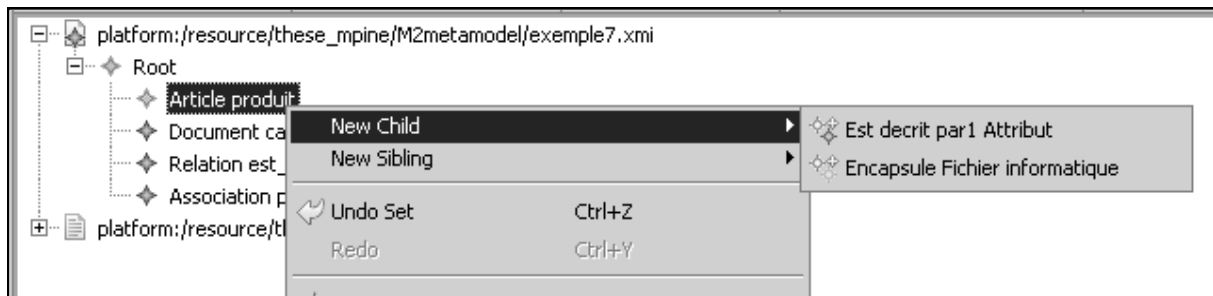 platform:/resource/these_mpine/M2metamodel/exemple7.xmi
Root
Article produit
New Child
Est decrit par1 Attribut
Document ca
New Sibling
Encapsule Fichier informatique
Relation est_
Association p
Undo Set Ctrl+Z
platform:/resource/t
Redo Ctrl+Y